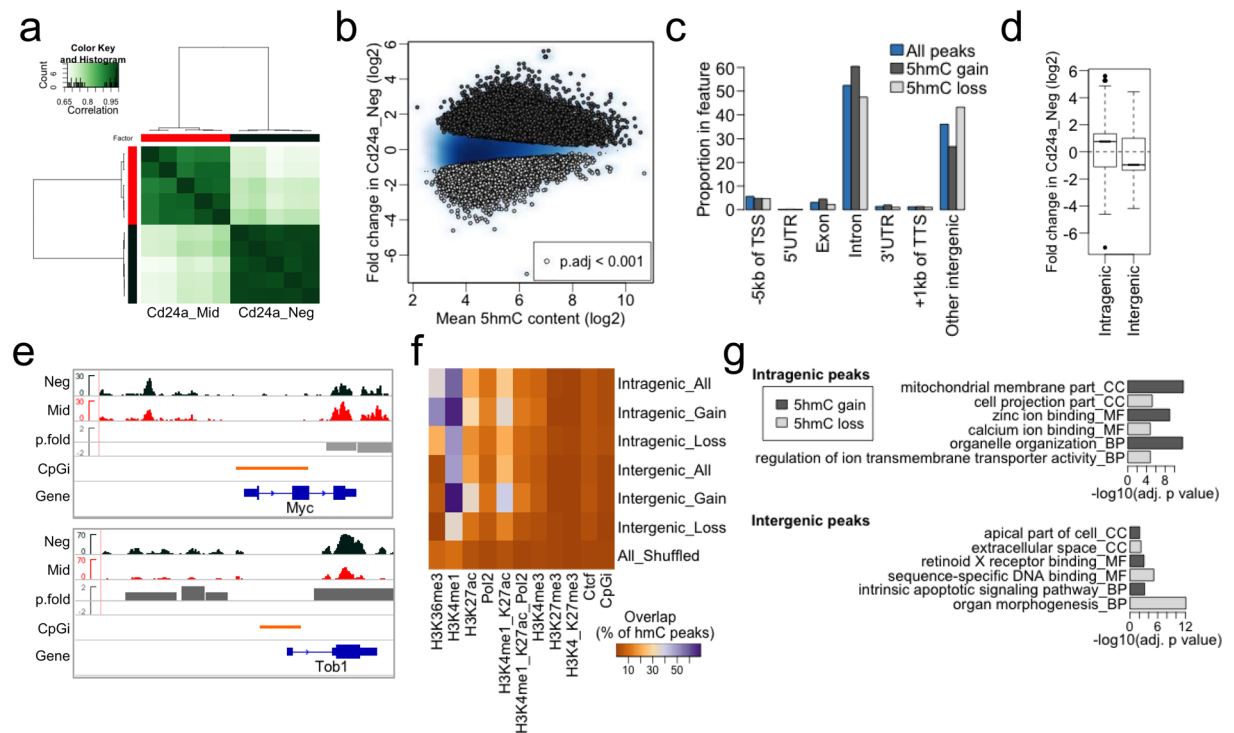 a
Color Key
and Histogram
Count
0 6
0.65 0.8 0.95
Correlation
Factor
Cd24a_Mid
Cd24a_Neg
b
Fold change in Cd24a_Neg (log2)
6
4
2
0
-2
-4
-6
p.adj < 0.001
2 4 6 8 10
Mean 5hmC content (log2)
c
All peaks
5hmC gain
5hmC loss
Proportion in feature
60
50
40
30
20
10
0
-5kb of TSS
5'UTR
Exon
Intron
3'UTR
+1kb of TTS
Other intergenic
d
Fold change in Cd24a_Neg (log2)
6
4
2
0
-2
-4
-6
Intragenic
Intergenic
e
Neg
30
0
Mid
30
0
p.fold
2
-2
CpGi
Gene
Myc
Neg
70
0
Mid
70
0
p.fold
2
-2
CpGi
Gene
Tob1
f
Intragenic_All
Intragenic_Gain
Intragenic_Loss
Intergenic_All
Intergenic_Gain
Intergenic_Loss
All_Shuffled
H3K36me3
H3K4me1
H3K27ac
Pol2
H3K4me1_K27ac
H3K4me1_K27ac_Pol2
H3K4me3
H3K27me3
H3K4_K27me3
Ctcf
CpGi
Overlap
(% of hmC peaks)
10 30 50
g
Intragenic peaks
5hmC gain
5hmC loss
mitochondrial membrane part_CC
cell projection part_CC
zinc ion binding_MF
calcium ion binding_MF
organelle organization_BP
regulation of ion transmembrane transporter activity_BP
0 4 8
-log10(adj. p value)
Intergenic peaks
apical part of cell_CC
extracellular space_CC
retinoid X receptor binding_MF
sequence-specific DNA binding_MF
intrinsic apoptotic signaling pathway_BP
organ morphogenesis_BP
0 6 12
-log10(adj. p value)